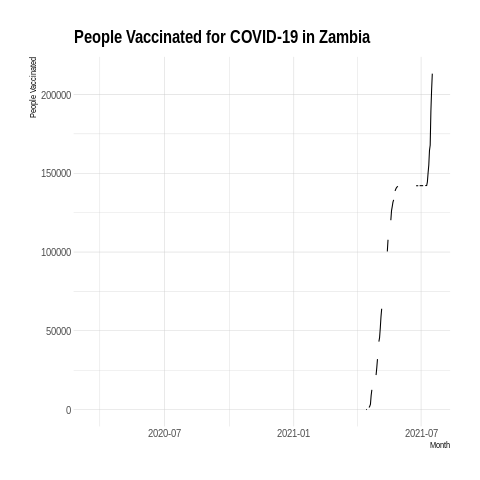 People Vaccinated for COVID-19 in Zambia
People Vaccinated
200000
150000
100000
50000
0
2020-07
2021-01
2021-07
Month